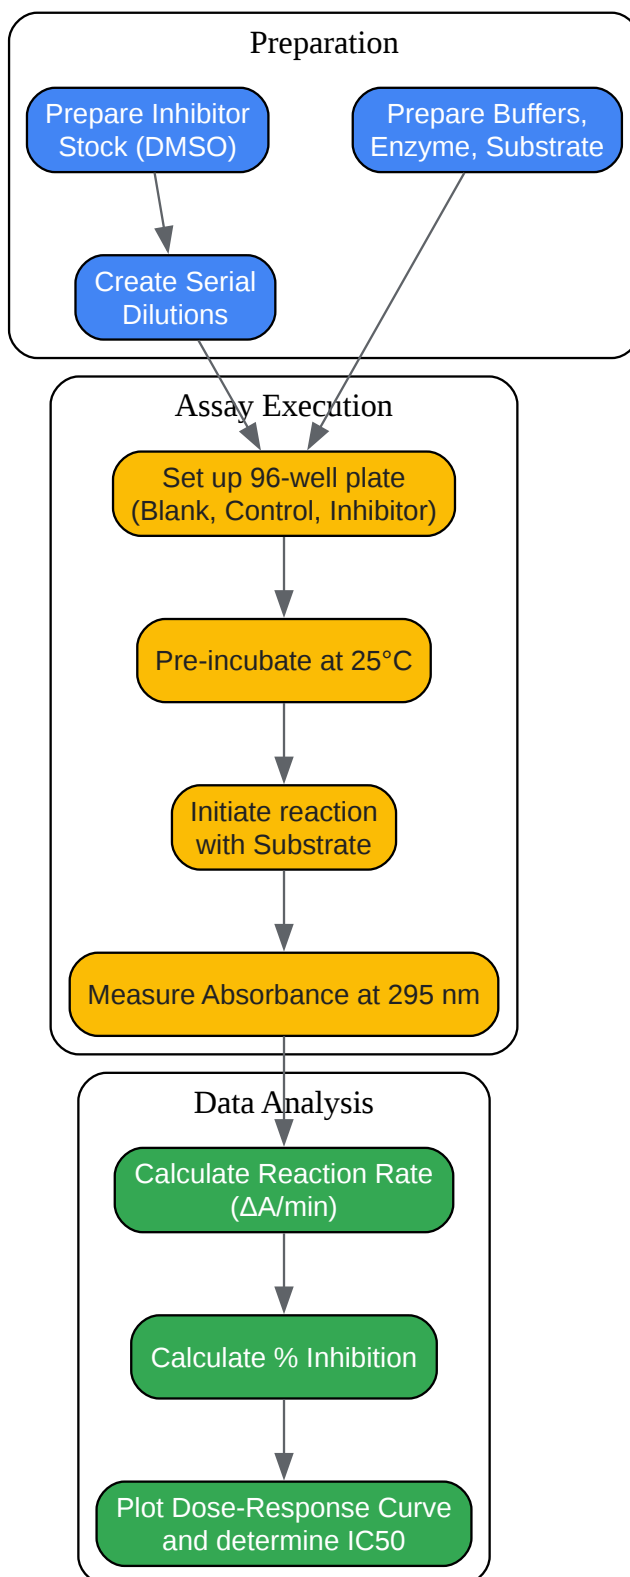 Preparation
Prepare Inhibitor
Stock (DMSO)
Prepare Buffers,
Enzyme, Substrate
Create Serial
Dilutions
Assay Execution
Set up 96-well plate
(Blank, Control, Inhibitor)
Pre-incubate at 25°C
Initiate reaction
with Substrate
Measure Absorbance at 295 nm
Data Analysis
Calculate Reaction Rate
(ΔA/min)
Calculate % Inhibition
Plot Dose-Response Curve
and determine IC50